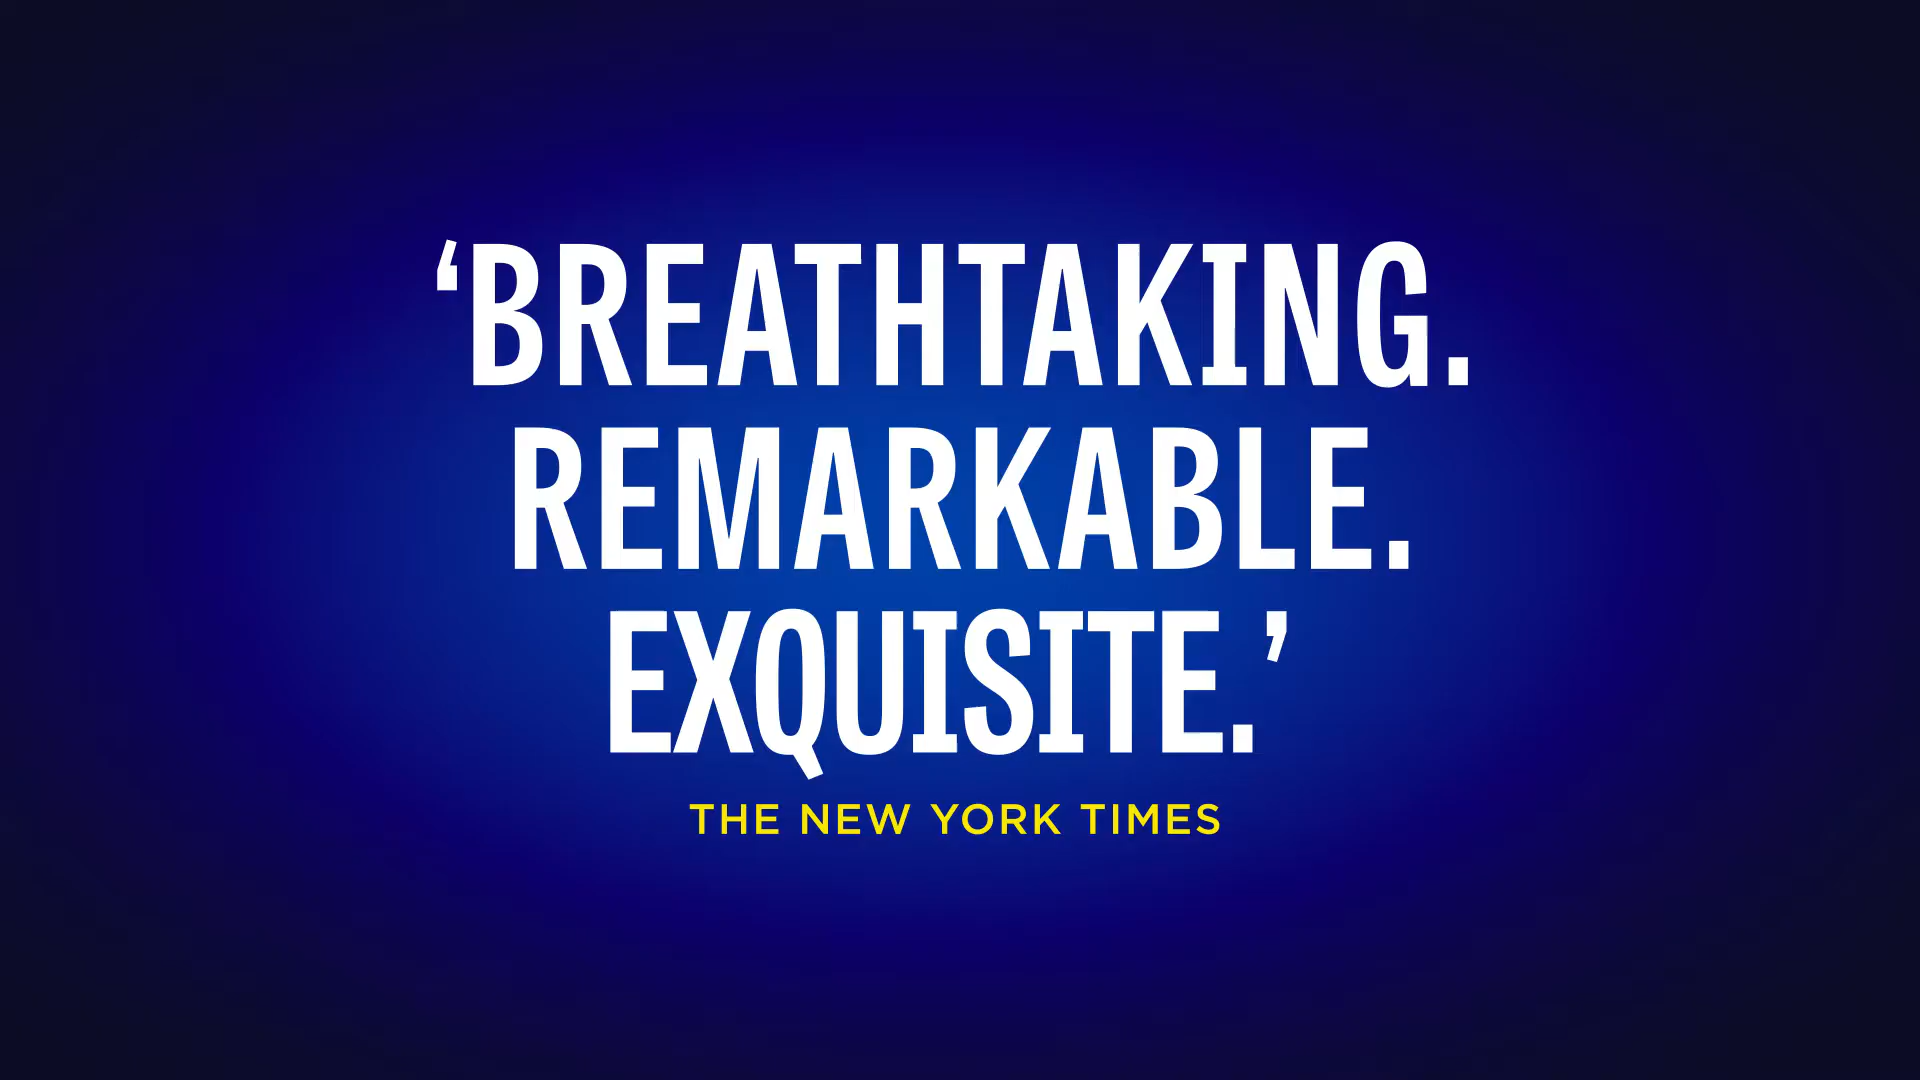 ‘BREATHTAKING.
REMARKABLE.
EXQUISITE.’
THE NEW YORK TIMES